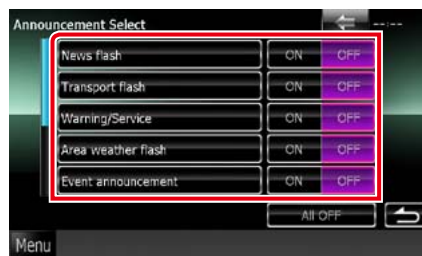 Announcement Select --:--
News flash ON OFF
Transport flash ON OFF
Warning/Service ON OFF
Area weather flash ON OFF
Event announcement ON OFF
All OFF
Menu